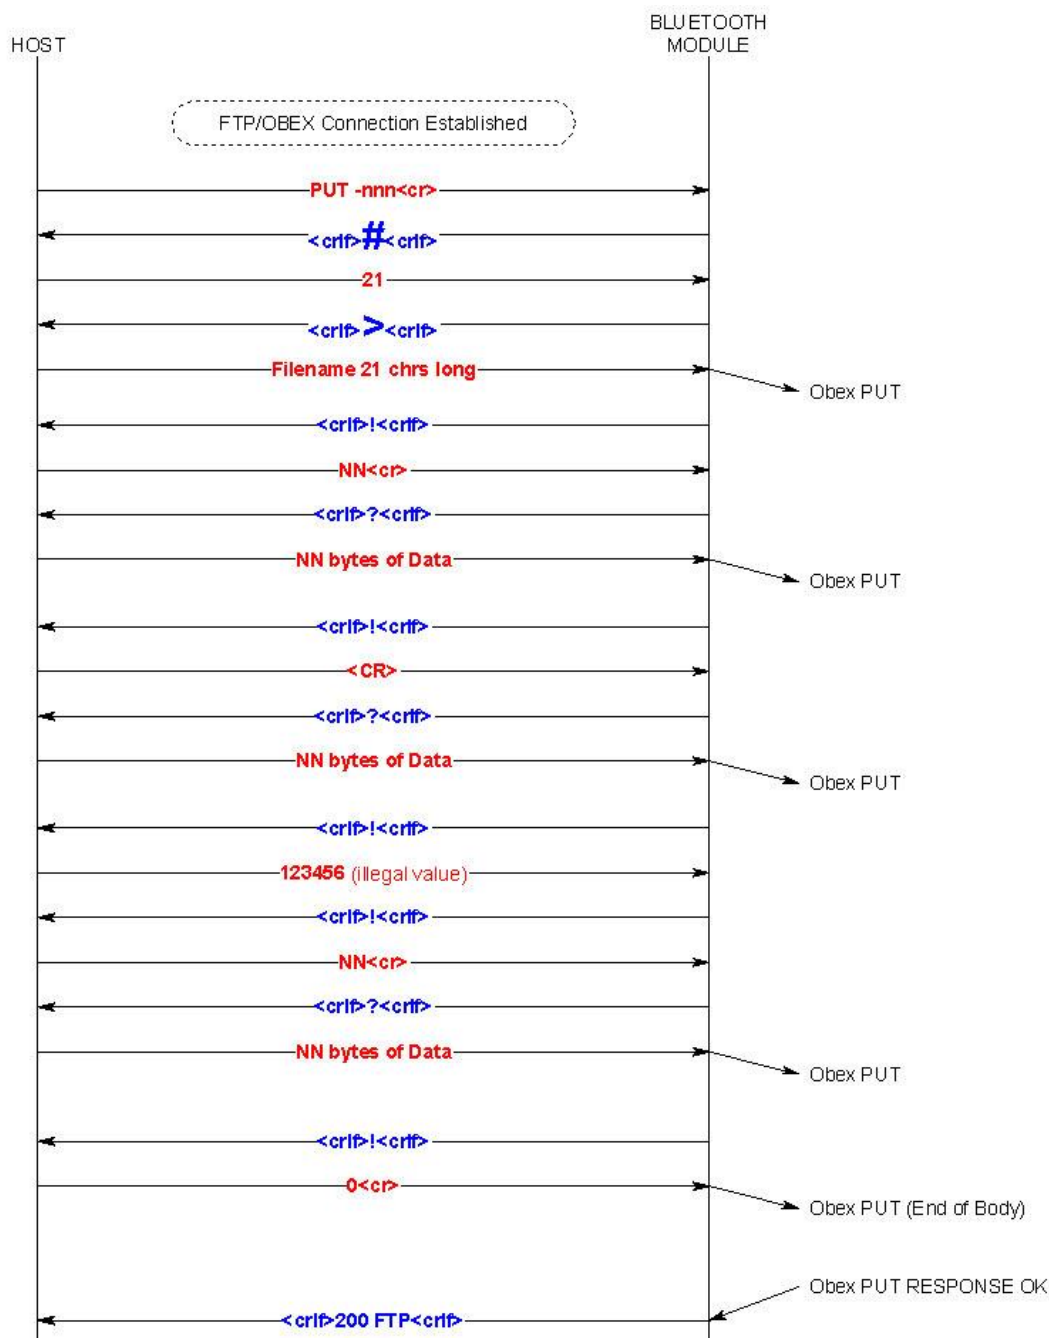 HOST
BLUETOOTH
MODULE
FTP/OBEX Connection Established
PUT -nnn<cr>
<crlf>#<crlf>
21
<crlf>><crlf>
Filename 21 chrs long
Obex PUT
<crlf>!<crlf>
NN<cr>
<crlf>?<crlf>
NN bytes of Data
Obex PUT
<crlf>!<crlf>
<CR>
<crlf>?<crlf>
NN bytes of Data
Obex PUT
<crlf>!<crlf>
123456 (illegal value)
<crlf>!<crlf>
NN<cr>
<crlf>?<crlf>
NN bytes of Data
Obex PUT
<crlf>!<crlf>
0<cr>
Obex PUT (End of Body)
Obex PUT RESPONSE OK
<crlf>200 FTP<crlf>